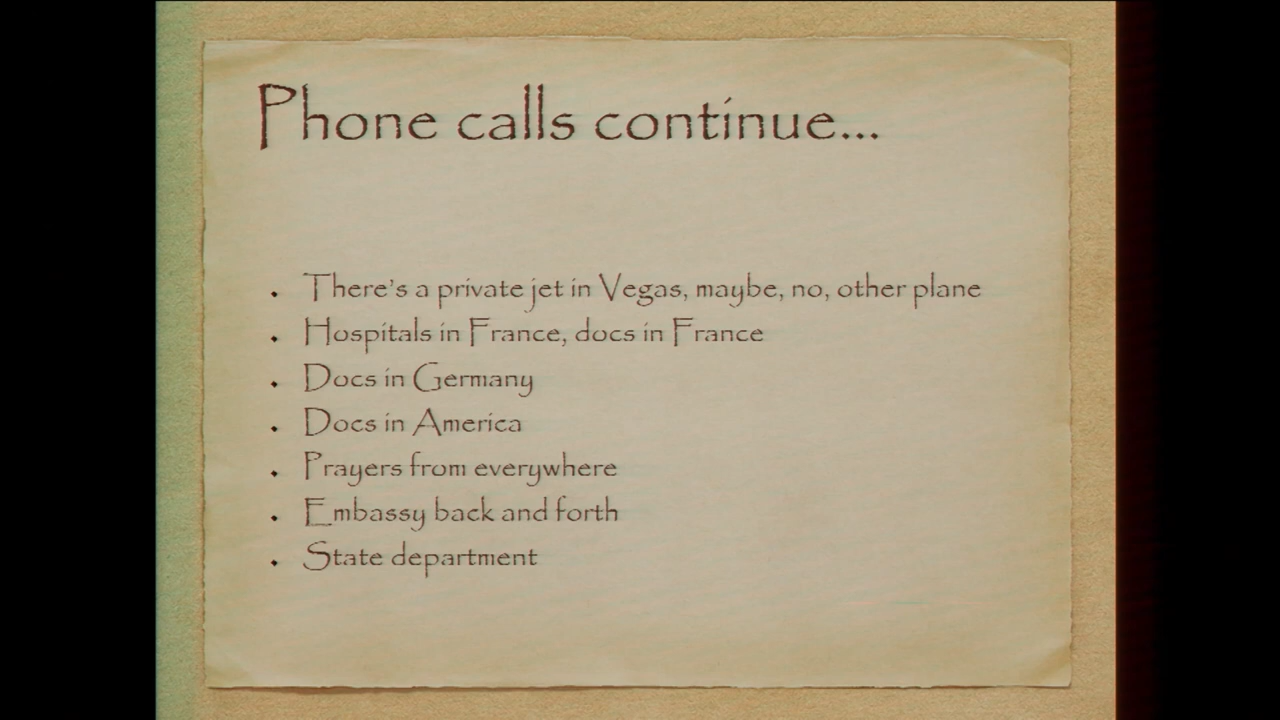 Phone calls continue...
• There's a private jet in Vegas, maybe, no, other plane
• Hospitals in France, docs in France
• Docs in Germany
• Docs in America
• Prayers from everywhere
• Embassy back and forth
• State department